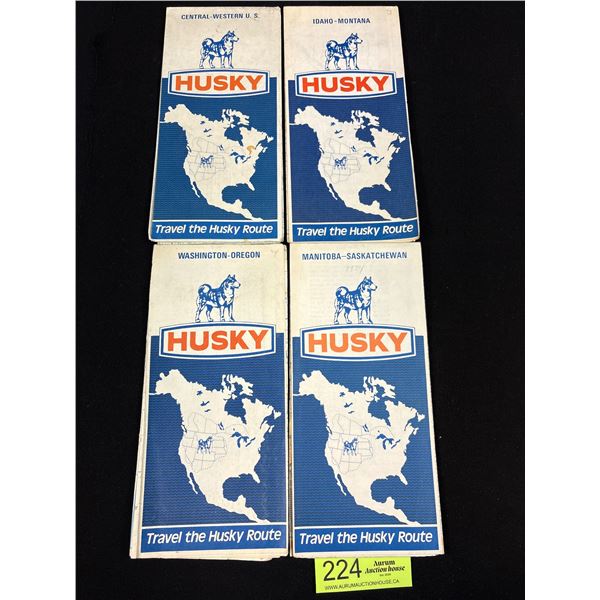 CENTRAL-WESTERN U.S.
HUSKY
Travel the Husky Route
IDAHO-MONTANA
HUSKY
Travel the Husky Route
WASHINGTON-OREGON
HUSKY
Travel the Husky Route
MANITOBA-SASKATCHEWAN
HUSKY
Travel the Husky Route
224
Aurum
Auction house
WWW.AURUMAUCTIONHOUSE.CA